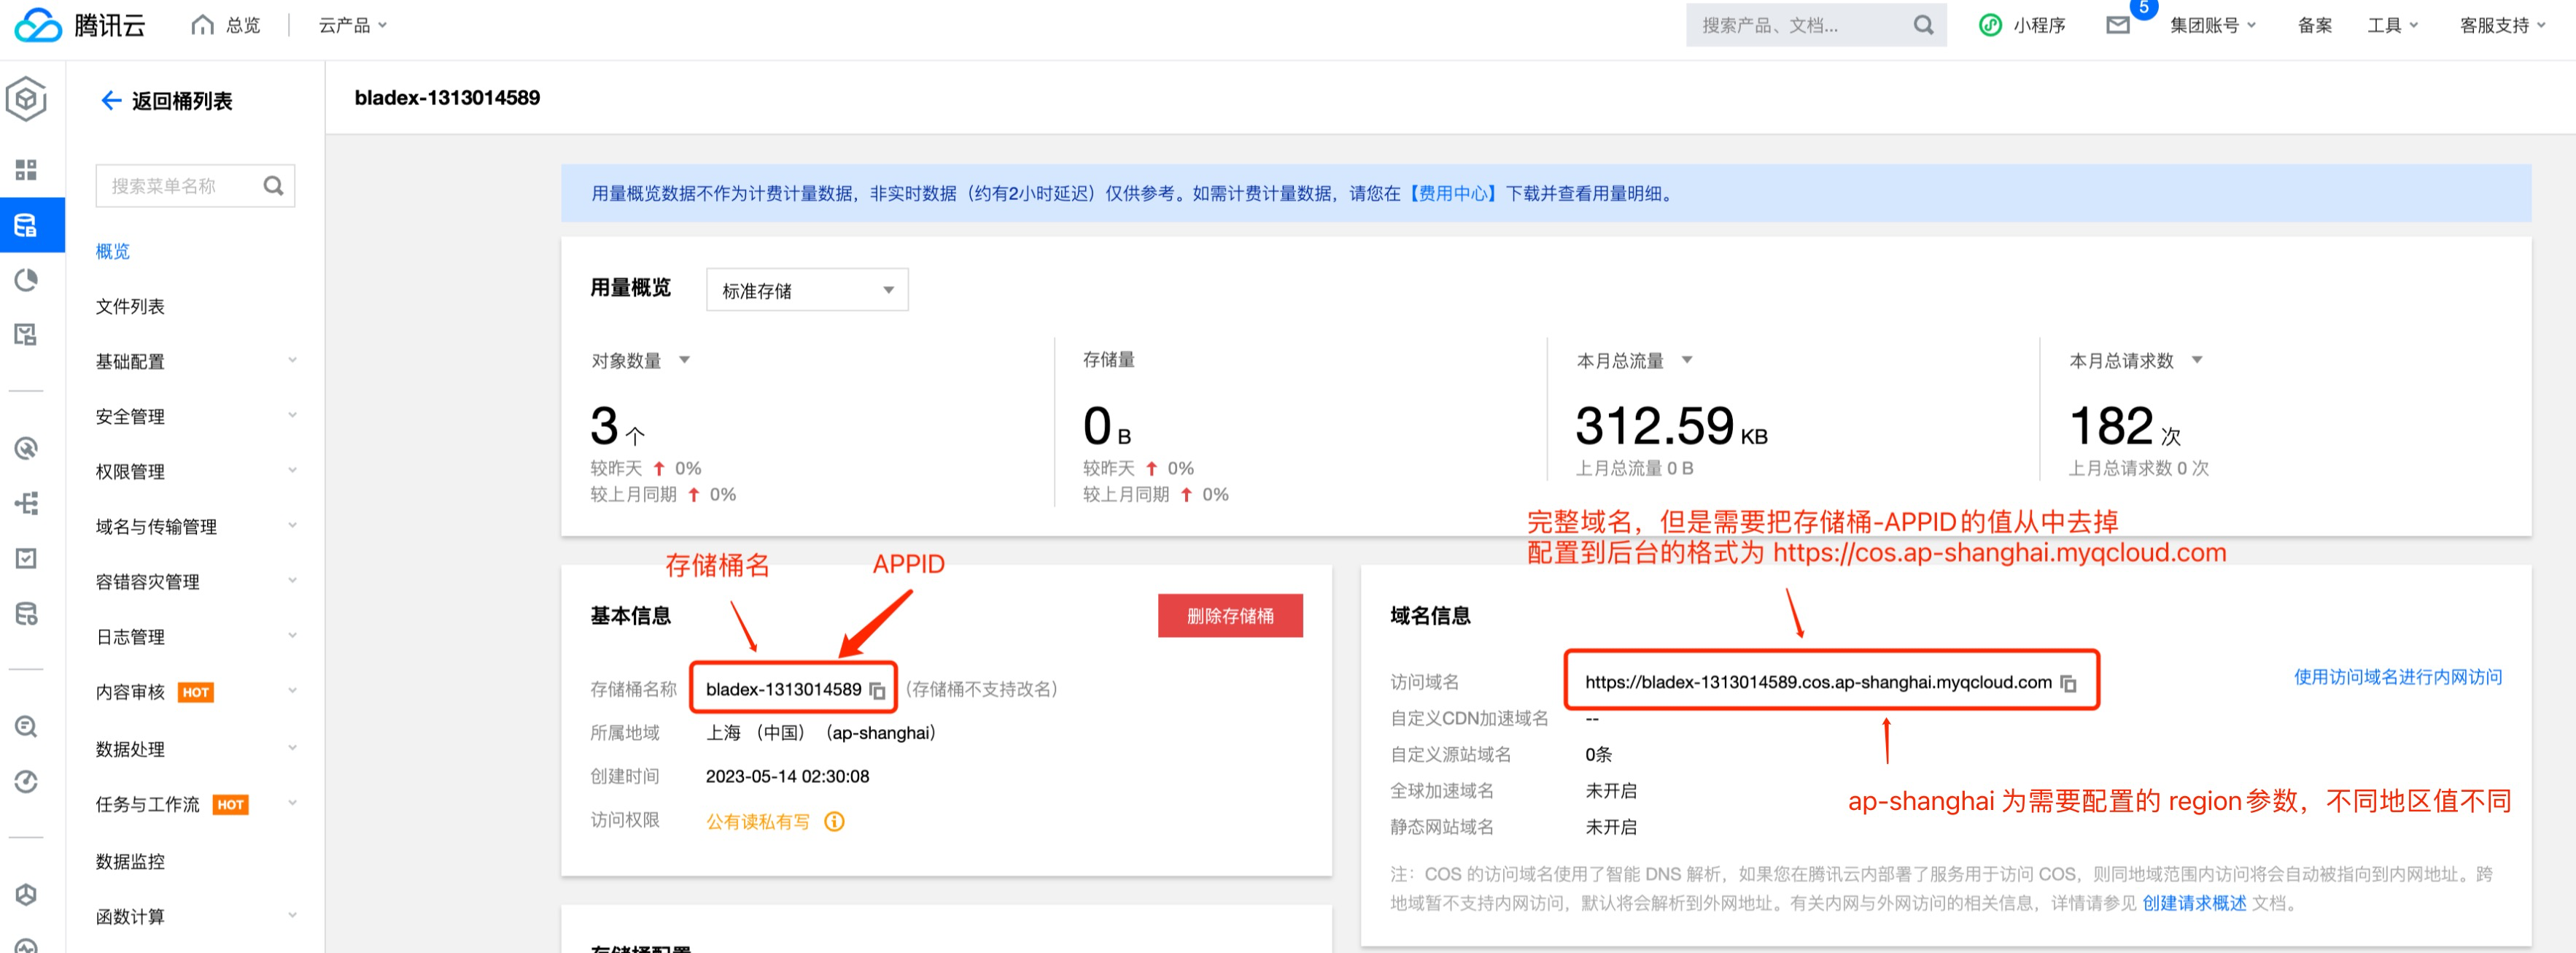 腾讯云
总览
云产品
搜索产品、文档...
小程序
5
集团账号
备案
工具
客服支持
返回桶列表
bladex-1313014589
搜索菜单名称
概览
文件列表
基础配置
安全管理
权限管理
域名与传输管理
容错容灾管理
日志管理
内容审核 HOT
数据处理
任务与工作流 HOT
数据监控
函数计算
用量概览数据不作为计费计量数据，非实时数据（约有2小时延迟）仅供参考。如需计费计量数据，请您在【费用中心】下载并查看用量明细。
用量概览
标准存储
对象数量
3 个
较昨天 0%
较上月同期 0%
存储量
0 B
较昨天 0%
较上月同期 0%
本月总流量
312.59 KB
上月总流量 0 B
本月总请求数
182 次
上月总请求数 0 次
完整域名，但是需要把存储桶-APPID的值从中去掉
配置到后台的格式为 https://cos.ap-shanghai.myqcloud.com
存储桶名
APPID
基本信息
删除存储桶
存储桶名称 bladex-1313014589 (存储桶不支持改名)
所属地域 上海（中国）（ap-shanghai）
创建时间 2023-05-14 02:30:08
访问权限 公有读私有写
存储桶配置
域名信息
访问域名 https://bladex-1313014589.cos.ap-shanghai.myqcloud.com
使用访问域名进行内网访问
自定义CDN加速域名 --
自定义源站域名 0条
全球加速域名 未开启
静态网站域名 未开启
ap-shanghai 为需要配置的 region参数，不同地区值不同
注：COS 的访问域名使用了智能 DNS 解析，如果您在腾讯云内部署了服务用于访问 COS，则同地域范围内访问将会自动被指向到内网地址。跨
地域暂不支持内网访问，默认将会解析到外网地址。有关内网与外网访问的相关信息，详情请参见 创建请求概述 文档。